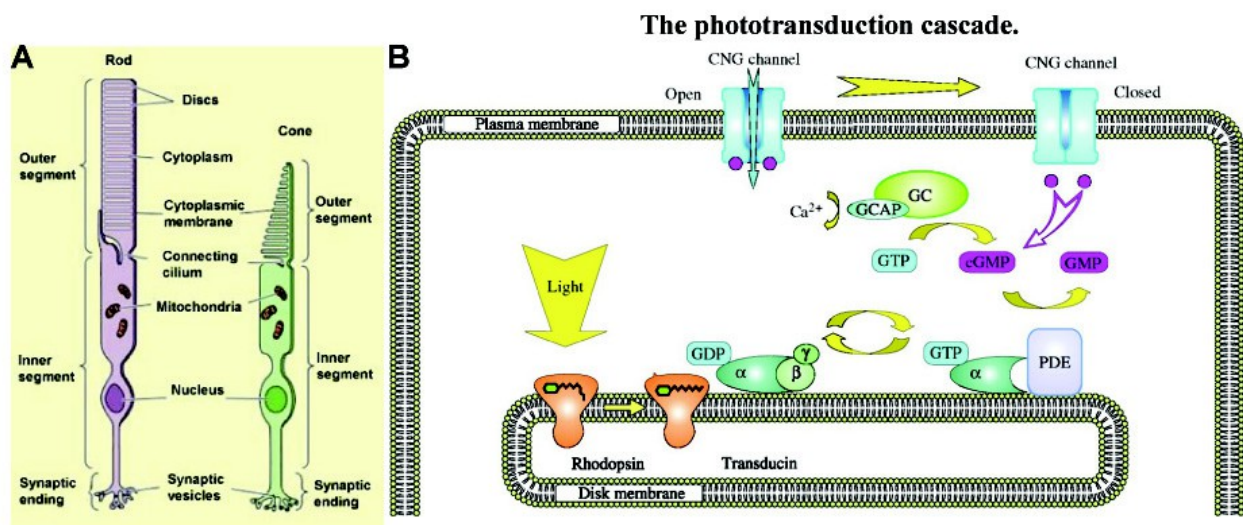 The phototransduction cascade.
A
Rod
Discs
Cone
Outer
segment
Cytoplasm
Cytoplasmic
membrane
Outer
segment
Connecting
cilium
Mitochondria
Inner
segment
Inner
segment
Nucleus
Synaptic
ending
Synaptic
vesicles
Synaptic
ending
B
CNG channel
CNG channel
Open
Closed
Plasma membrane
GC
GCAP
Ca2+
GTP
cGMP
GMP
Light
GDP
α
β
γ
GTP
α
PDE
Rhodopsin
Transducin
Disk membrane